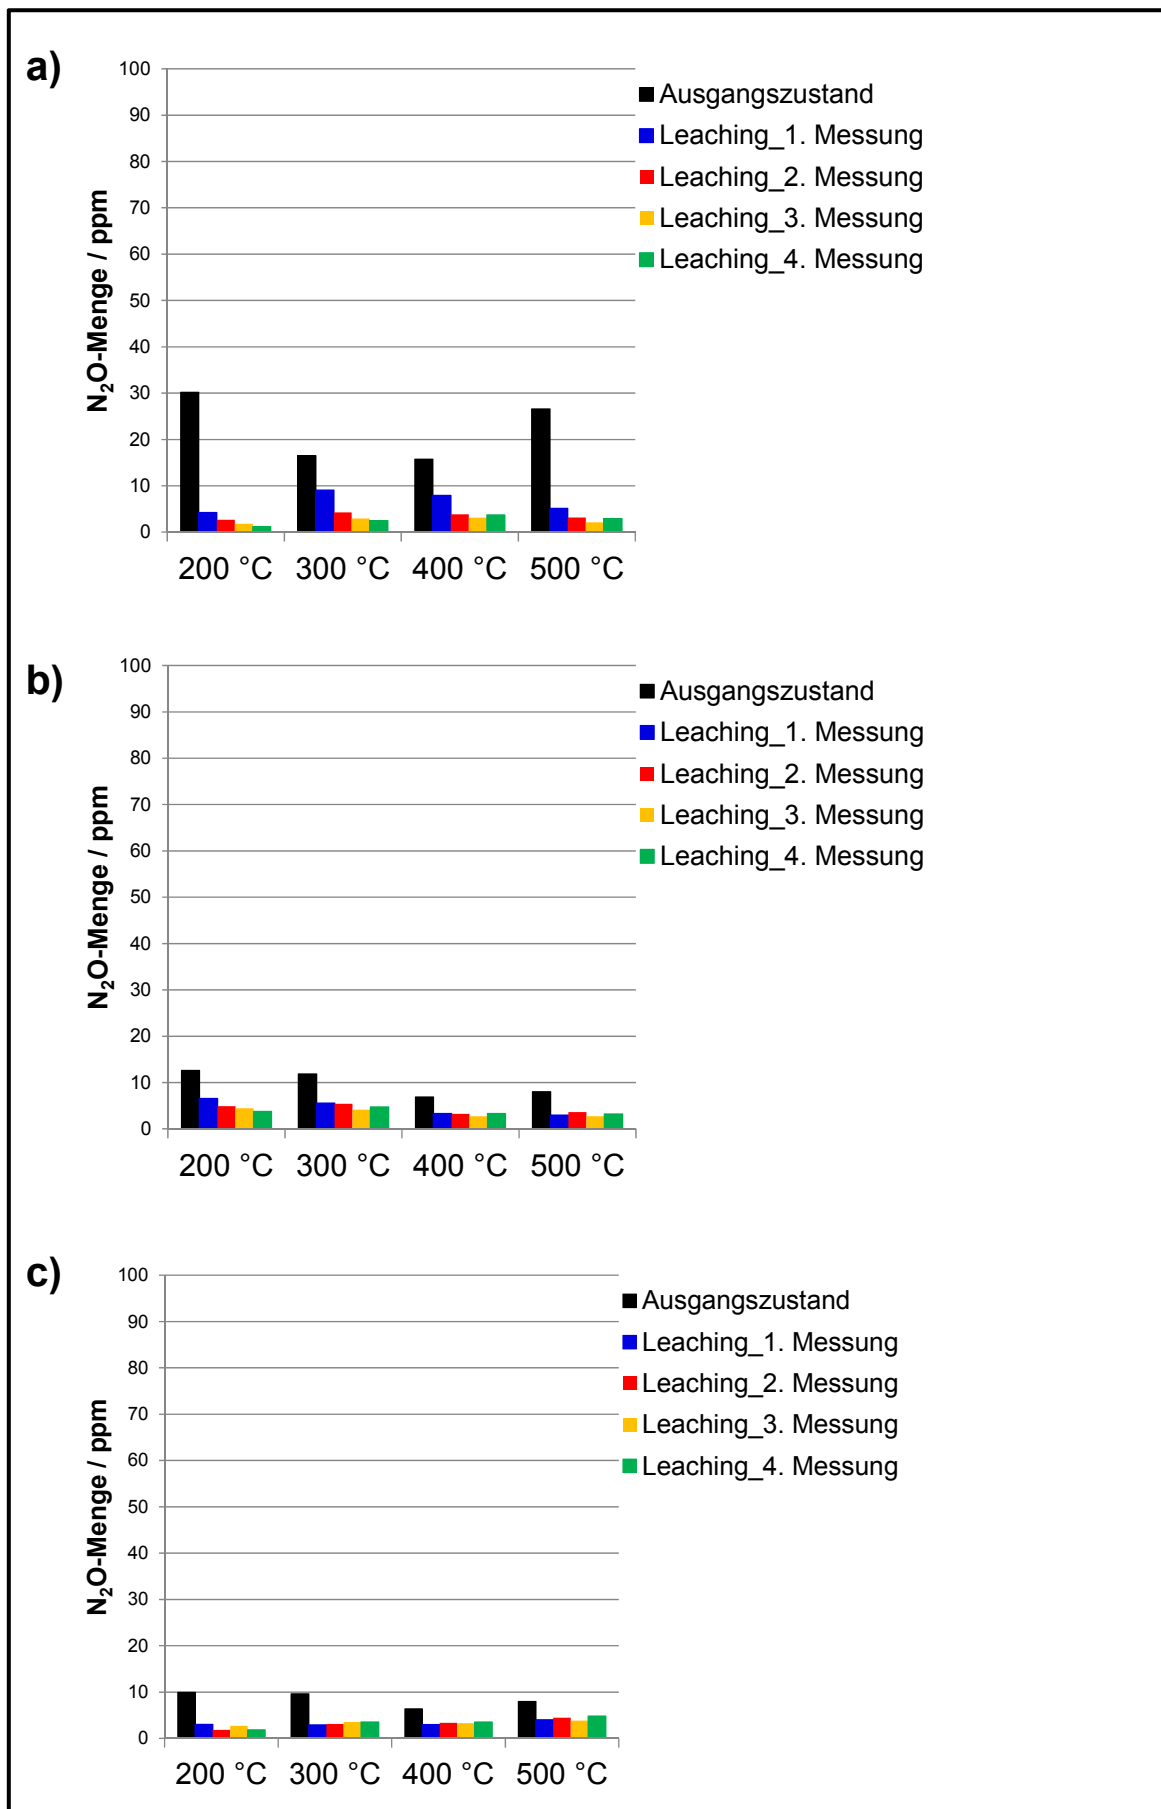 a)
N₂O-Menge / ppm
100
90
80
70
60
50
40
30
20
10
0
200 °C 300 °C 400 °C 500 °C
Ausgangszustand
Leaching_1. Messung
Leaching_2. Messung
Leaching_3. Messung
Leaching_4. Messung
b)
N₂O-Menge / ppm
100
90
80
70
60
50
40
30
20
10
0
200 °C 300 °C 400 °C 500 °C
Ausgangszustand
Leaching_1. Messung
Leaching_2. Messung
Leaching_3. Messung
Leaching_4. Messung
c)
N₂O-Menge / ppm
100
90
80
70
60
50
40
30
20
10
0
200 °C 300 °C 400 °C 500 °C
Ausgangszustand
Leaching_1. Messung
Leaching_2. Messung
Leaching_3. Messung
Leaching_4. Messung